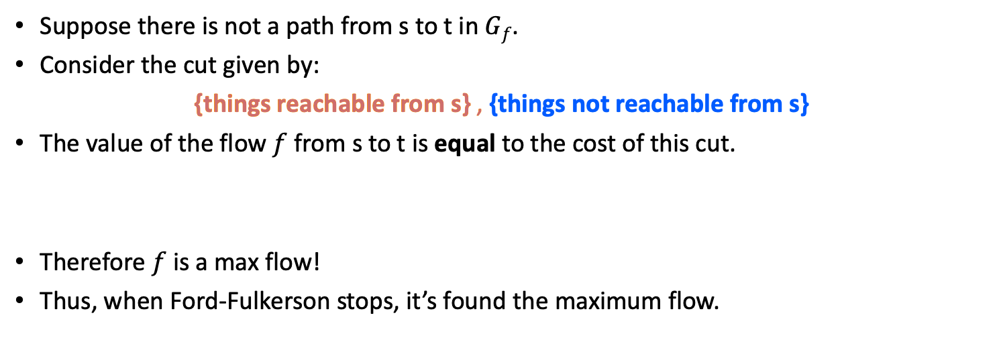 • Suppose there is not a path from s to t in $G_f$.
• Consider the cut given by:
{things reachable from s} , {things not reachable from s}
• The value of the flow $f$ from s to t is equal to the cost of this cut.
• Therefore $f$ is a max flow!
• Thus, when Ford-Fulkerson stops, it’s found the maximum flow.